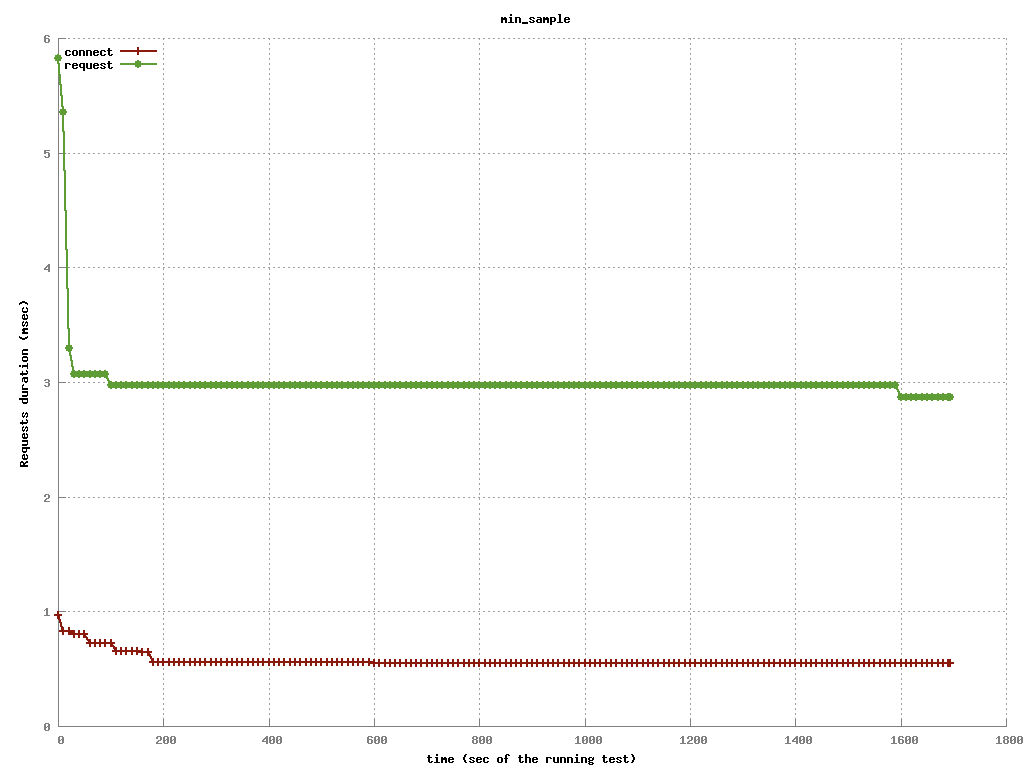 min_sample
connect
request
6
5
4
3
2
1
0
Requests duration (msec)
0 200 400 600 800 1000 1200 1400 1600 1800
time (sec of the running test)